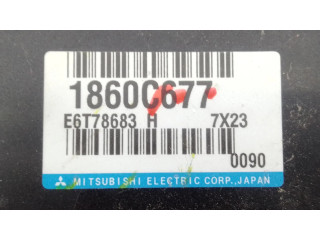 1860C677
E6T78683 H 7X23
0090
MITSUBISHI ELECTRIC CORP.,JAPAN